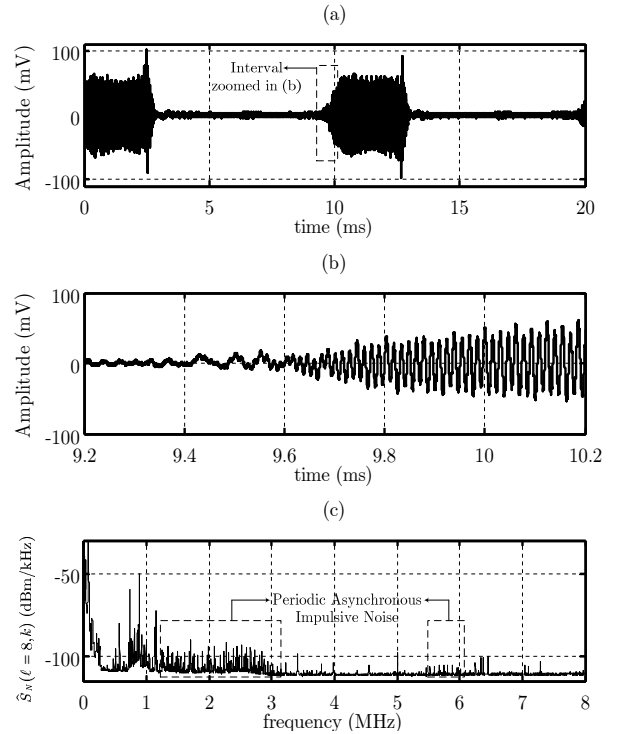 (a)
Amplitude (mV)
100
0
-100
Interval
zoomed in (b)
0 5 10 15 20
time (ms)
(b)
Amplitude (mV)
100
0
-100
9.2 9.4 9.6 9.8 10 10.2
time (ms)
(c)
Ŝ_N(ℓ = 8, k) (dBm/kHz)
-50
-100
Periodic Asynchronous
Impulsive Noise
0 1 2 3 4 5 6 7 8
frequency (MHz)